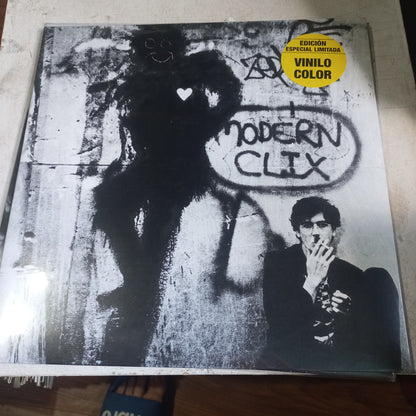 EDICIÓN
ESPECIAL LIMITADA
VINILO
COLOR
MODERN
CLIX